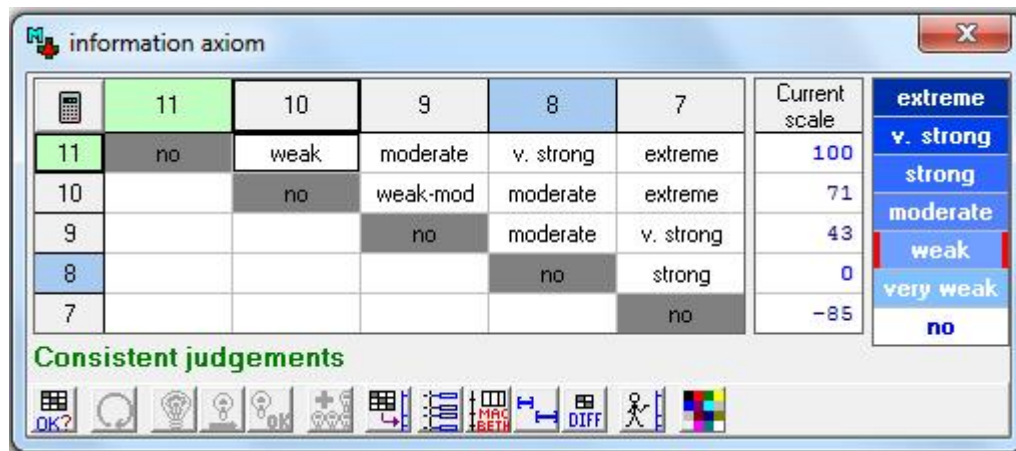 information axiom
11 10 9 8 7 Current scale extreme
11 no weak moderate v. strong extreme 100 v. strong
10 no weak-mod moderate extreme 71 strong
9 no moderate v. strong 43 moderate
8 no strong 0 weak
7 no -85 very weak
no
Consistent judgements
OK? OK MAC BETH DIFF